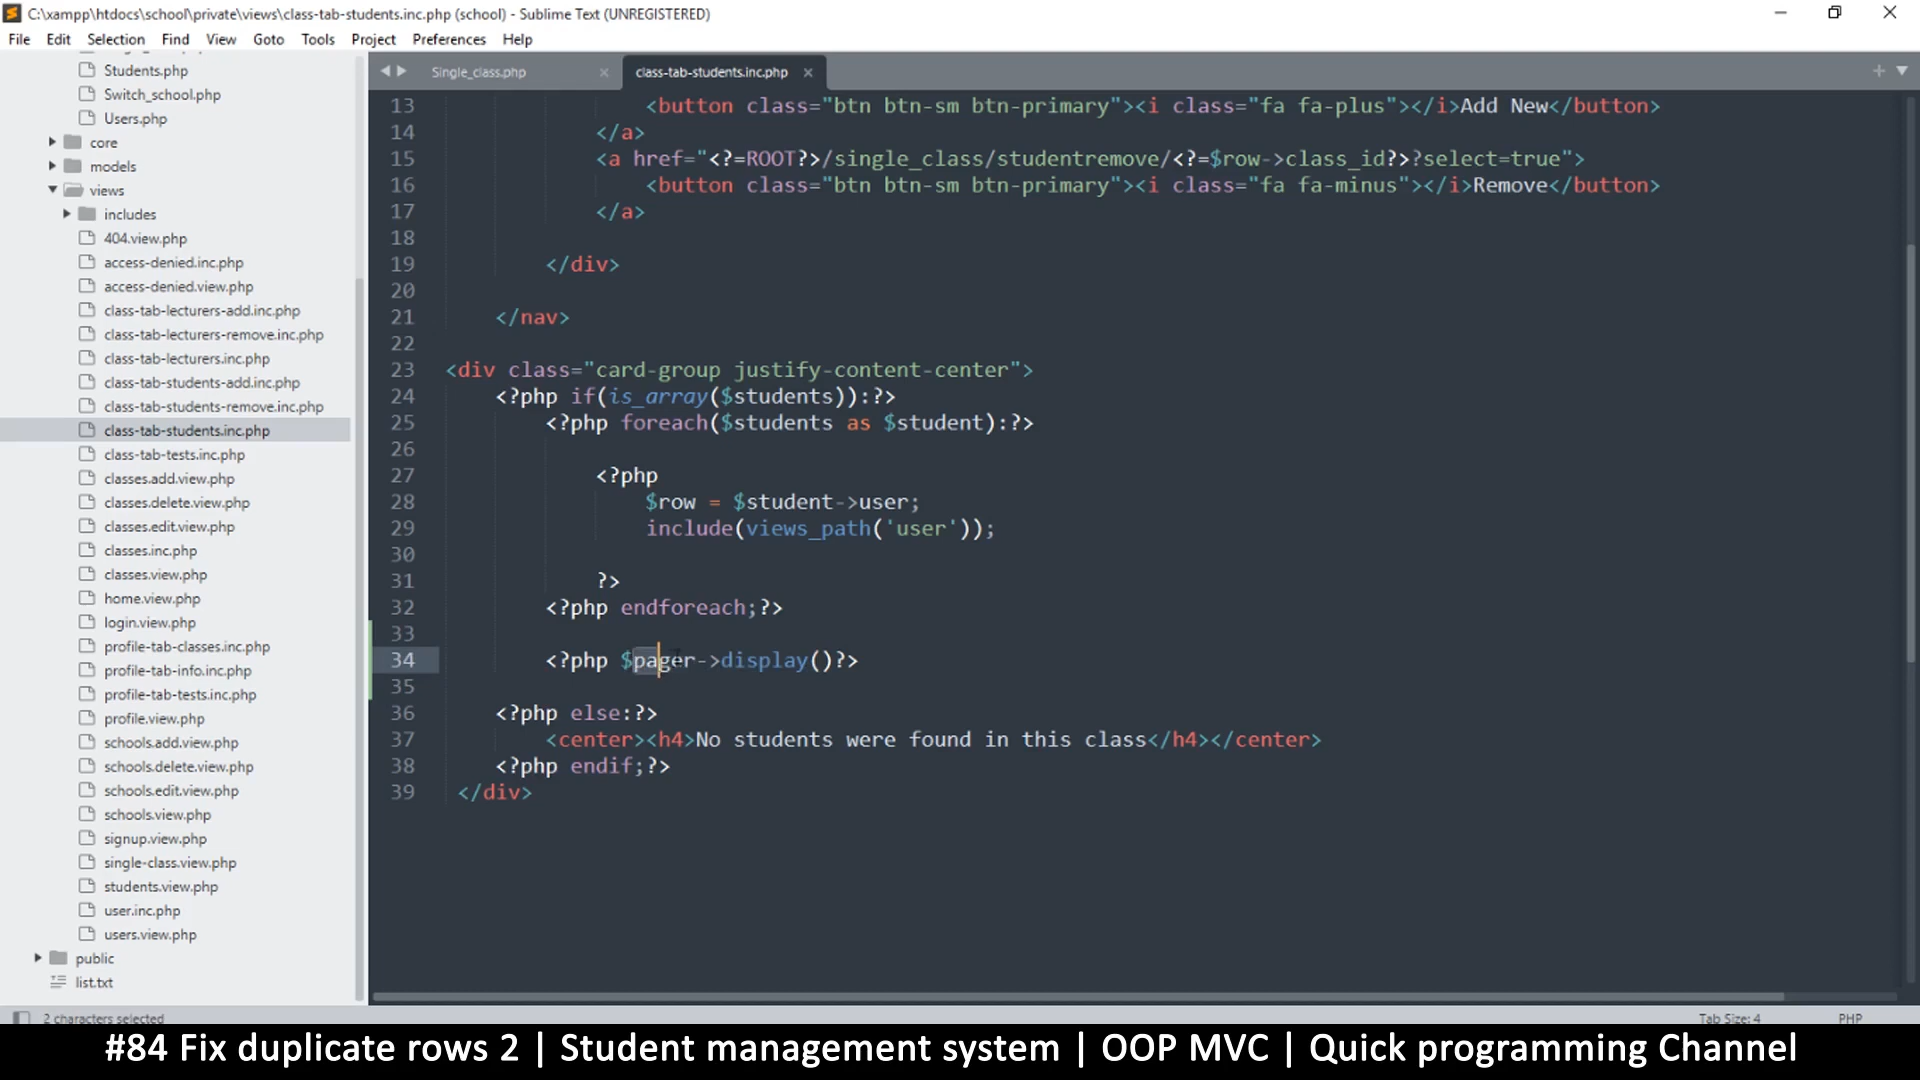 C:\xampp\htdocs\school\private\views\class-tab-students.inc.php (school) - Sublime Text (UNREGISTERED)
File Edit Selection Find View Goto Tools Project Preferences Help
Students.php
Switch_school.php
Users.php
core
models
views
includes
404.view.php
access-denied.inc.php
access-denied.view.php
class-tab-lecturers-add.inc.php
class-tab-lecturers-remove.inc.php
class-tab-lecturers.inc.php
class-tab-students-add.inc.php
class-tab-students-remove.inc.php
class-tab-students.inc.php
class-tab-tests.inc.php
classes.add.view.php
classes.delete.view.php
classes.edit.view.php
classes.inc.php
classes.view.php
home.view.php
login.view.php
profile-tab-classes.inc.php
profile-tab-info.inc.php
profile-tab-tests.inc.php
profile.view.php
schools.add.view.php
schools.delete.view.php
schools.edit.view.php
schools.view.php
signup.view.php
single-class.view.php
students.view.php
user.inc.php
users.view.php
public
list.txt
Single_class.php × class-tab-students.inc.php ×
13 <button class="btn btn-sm btn-primary"><i class="fa fa-plus"></i>Add New</button>
14 </a>
15 <a href="<?=ROOT?>/single_class/studentremove/<?=$row->class_id?>?select=true">
16 <button class="btn btn-sm btn-primary"><i class="fa fa-minus"></i>Remove</button>
17 </a>
18
19 </div>
20
21 </nav>
22
23 <div class="card-group justify-content-center">
24 <?php if(is_array($students)):?>
25 <?php foreach($students as $student):?>
26
27 <?php
28 $row = $student->user;
29 include(views_path('user'));
30
31 ?>
32 <?php endforeach;?>
33
34 <?php $pager->display()?>
35
36 <?php else:?>
37 <center><h4>No students were found in this class</h4></center>
38 <?php endif;?>
39 </div>
2 characters selected Tab Size: 4 PHP
#84 Fix duplicate rows 2 | Student management system | OOP MVC | Quick programming Channel